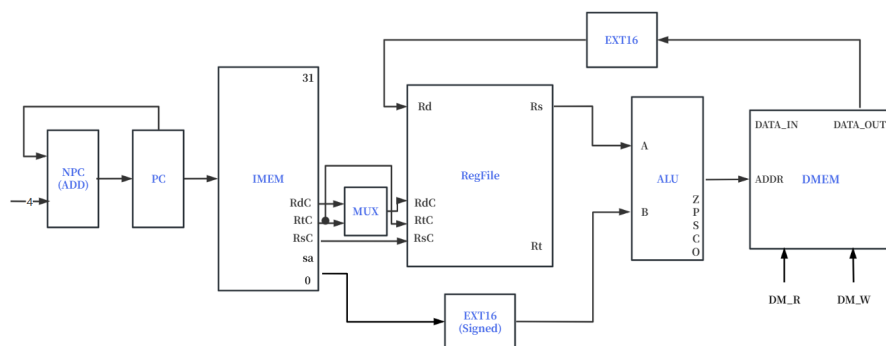 EXT16
31
Rd
Rs
DATA_IN
DATA_OUT
A
NPC
(ADD)
PC
IMEM
RegFile
ALU
ADDR
DMEM
4
RdC
RtC
RsC
sa
0
MUX
RdC
RtC
RsC
Rt
B
Z
P
S
C
O
EXT16
(Signed)
DM_R
DM_W